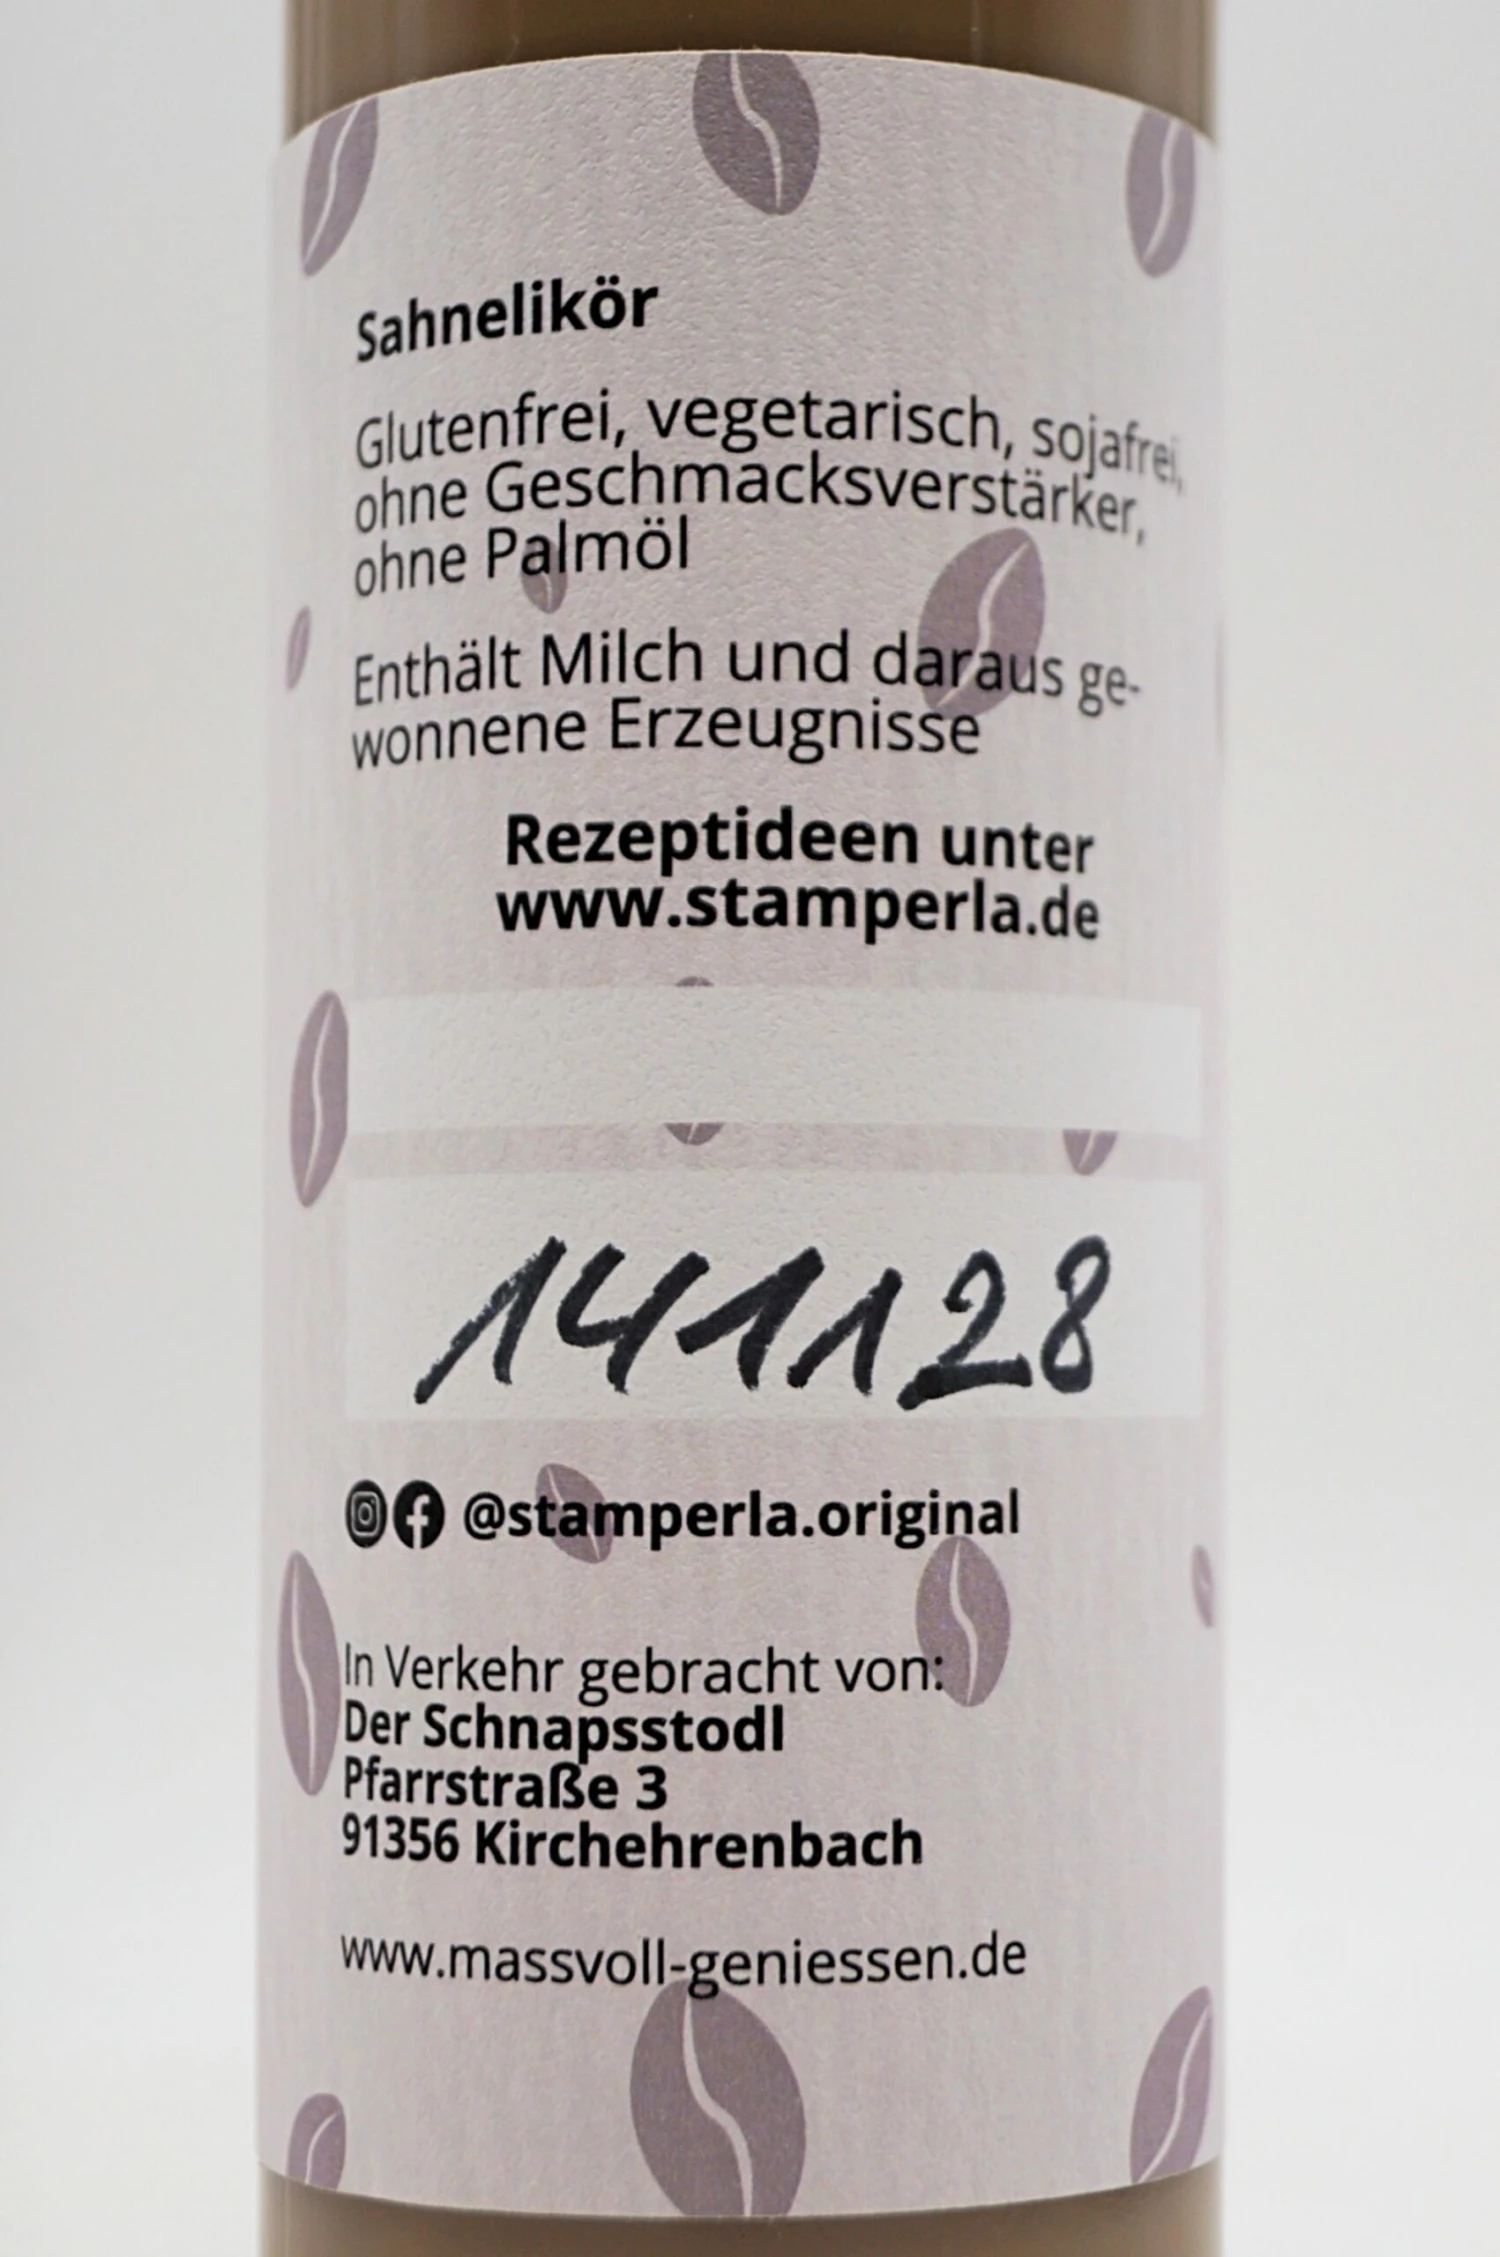 Sahnelikör
Glutenfrei, vegetarisch, sojafrei,
ohne Geschmacksverstärker,
ohne Palmöl
Enthält Milch und daraus ge-
wonnene Erzeugnisse
Rezeptideen unter
www.stamperla.de
141128
@stamperla.original
In Verkehr gebracht von:
Der Schnapsstodl
Pfarrstraße 3
91356 Kirchehrenbach
www.massvoll-geniessen.de